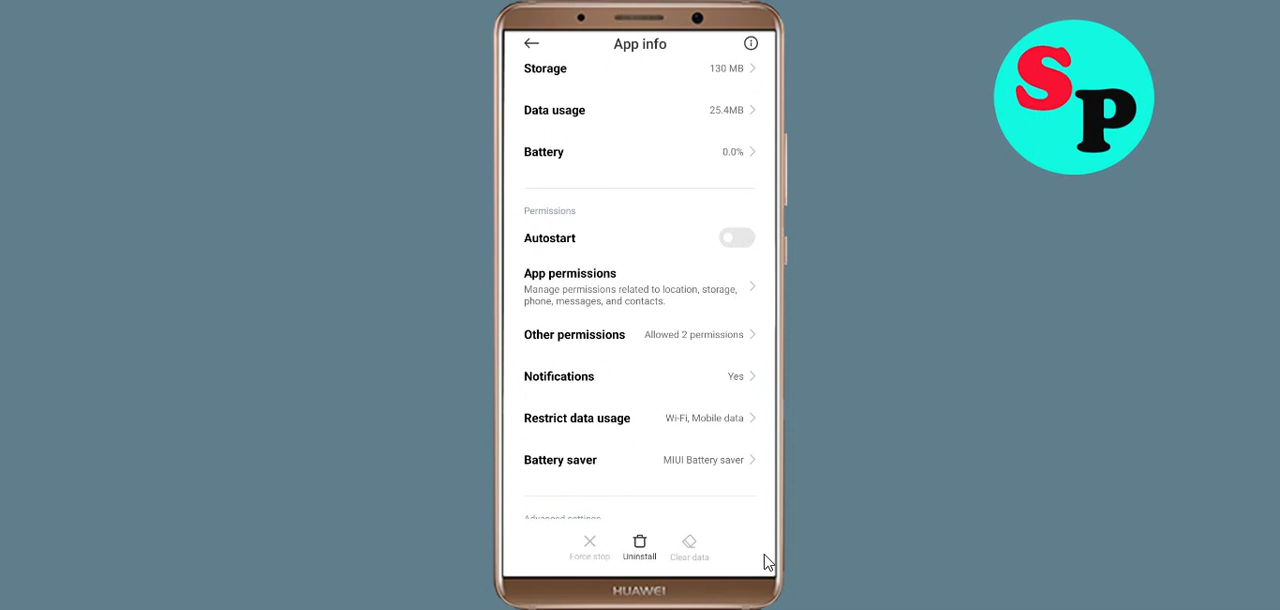 App info
Storage 130 MB
Data usage 25.4MB
Battery 0.0%
Permissions
Autostart
App permissions
Manage permissions related to location, storage,
phone, messages, and contacts.
Other permissions Allowed 2 permissions
Notifications Yes
Restrict data usage Wi-Fi, Mobile data
Battery saver MIUI Battery saver
Advanced settings
Force stop Uninstall Clear data
HUAWEI
SP